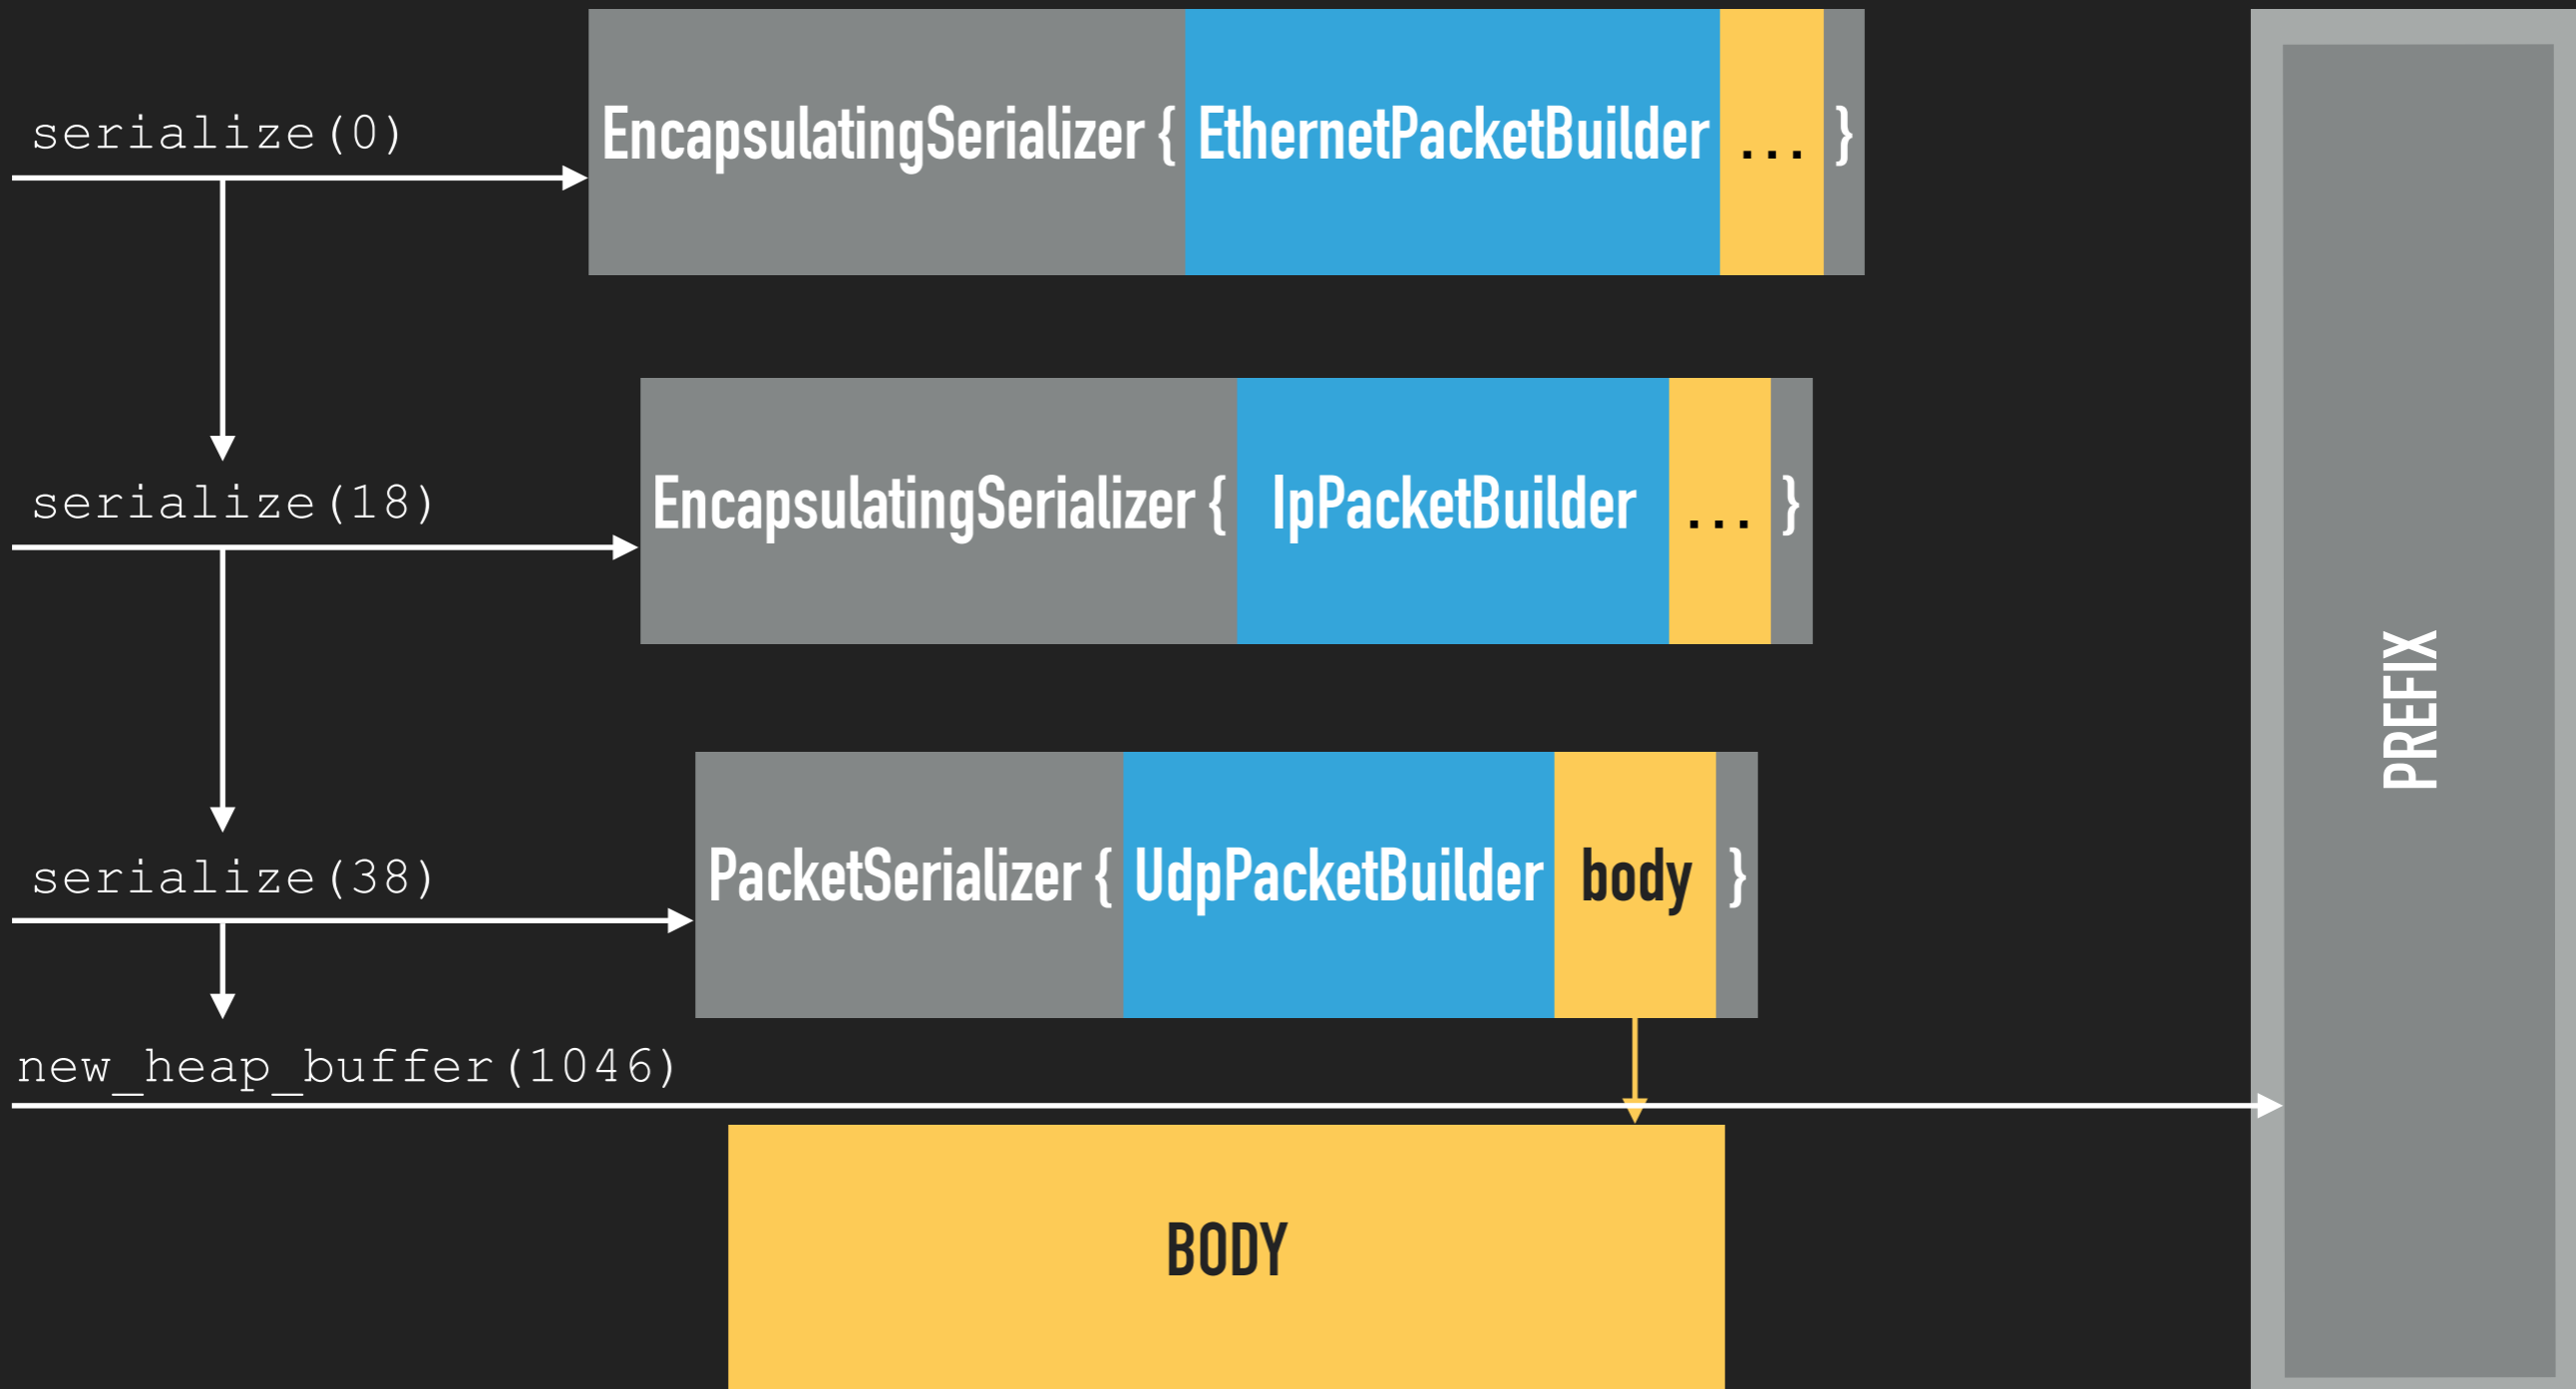 serialize(0)
EncapsulatingSerializer { EthernetPacketBuilder ... }
serialize(18)
EncapsulatingSerializer { IpPacketBuilder ... }
PREFIX
serialize(38)
PacketSerializer { UdpPacketBuilder body }
new_heap_buffer(1046)
BODY